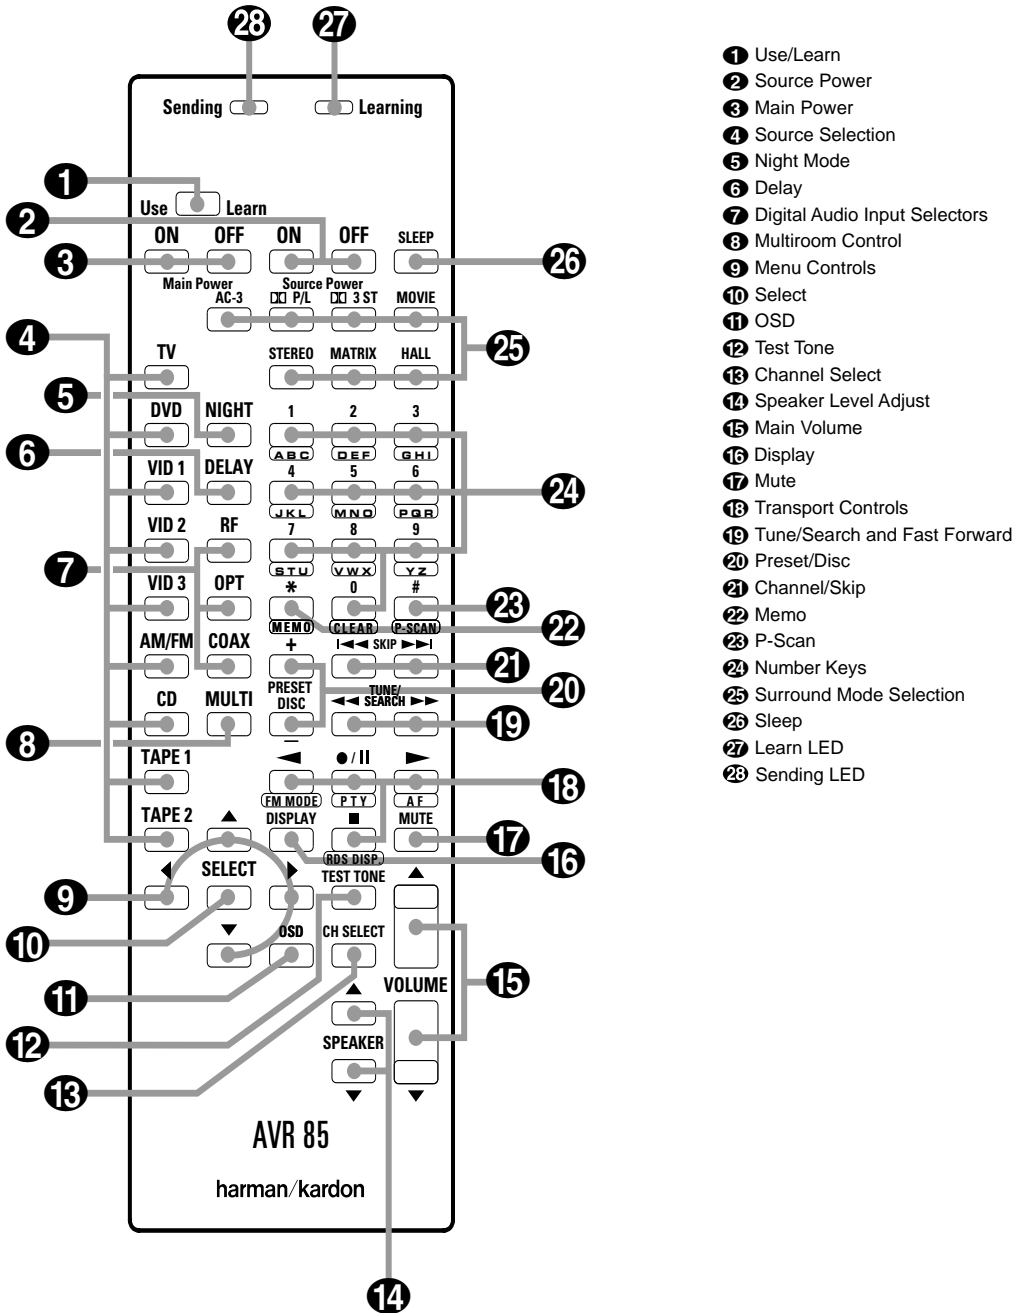 28 27
Sending Learning
1
Use Learn
2
ON OFF ON OFF SLEEP
3 26
Main Power Source Power
AC-3 DD P/L DD 3 ST MOVIE
4 25
TV STEREO MATRIX HALL
5
DVD NIGHT 1 2 3
ABC DEF GHI
6
VID 1 DELAY 4 5 6
24
JKL MNO PQR
VID 2 RF 7 8 9
7
STU VWX YZ
VID 3 OPT * 0 #
23
MEMO CLEAR P-SCAN
22
AM/FM COAX + SKIP
21
CD MULTI PRESET DISC TUNE/ SEARCH
20
19
8
−
TAPE 1 ●/II
18
FM MODE PTY AF
TAPE 2 DISPLAY MUTE
17
RDS DISP.
16
SELECT TEST TONE
9
10
OSD CH SELECT
11 VOLUME 15
12
SPEAKER
13
AVR 85
harman/kardon
14
1 Use/Learn
2 Source Power
3 Main Power
4 Source Selection
5 Night Mode
6 Delay
7 Digital Audio Input Selectors
8 Multiroom Control
9 Menu Controls
10 Select
11 OSD
12 Test Tone
13 Channel Select
14 Speaker Level Adjust
15 Main Volume
16 Display
17 Mute
18 Transport Controls
19 Tune/Search and Fast Forward
20 Preset/Disc
21 Channel/Skip
22 Memo
23 P-Scan
24 Number Keys
25 Surround Mode Selection
26 Sleep
27 Learn LED
28 Sending LED